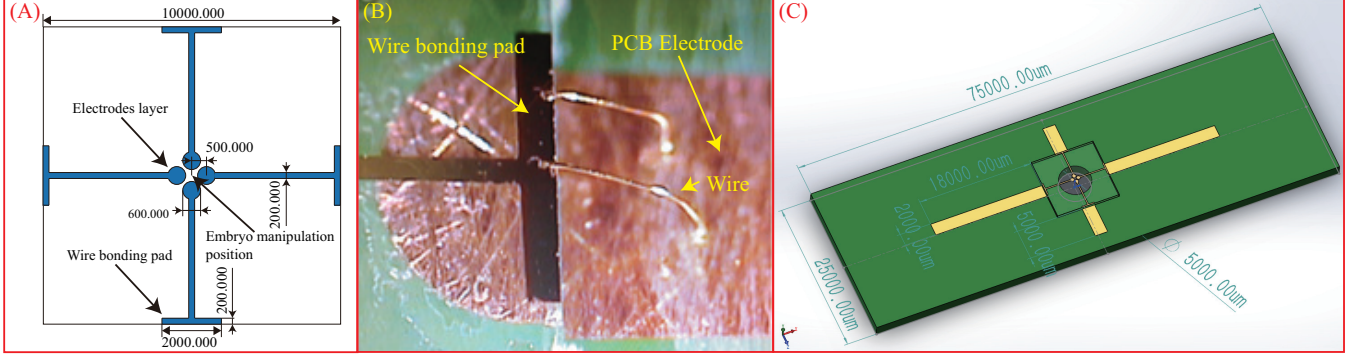 (A)
10000.000
Electrodes layer
500.000
200.000
600.000
Embryo manipulation
position
Wire bonding pad
200.000
2000.000
(B)
Wire bonding pad
PCB Electrode
Wire
(C)
75000.00um
18000.00um
2000.00um
5000.00um
25000.00um
Ø 5000.00um